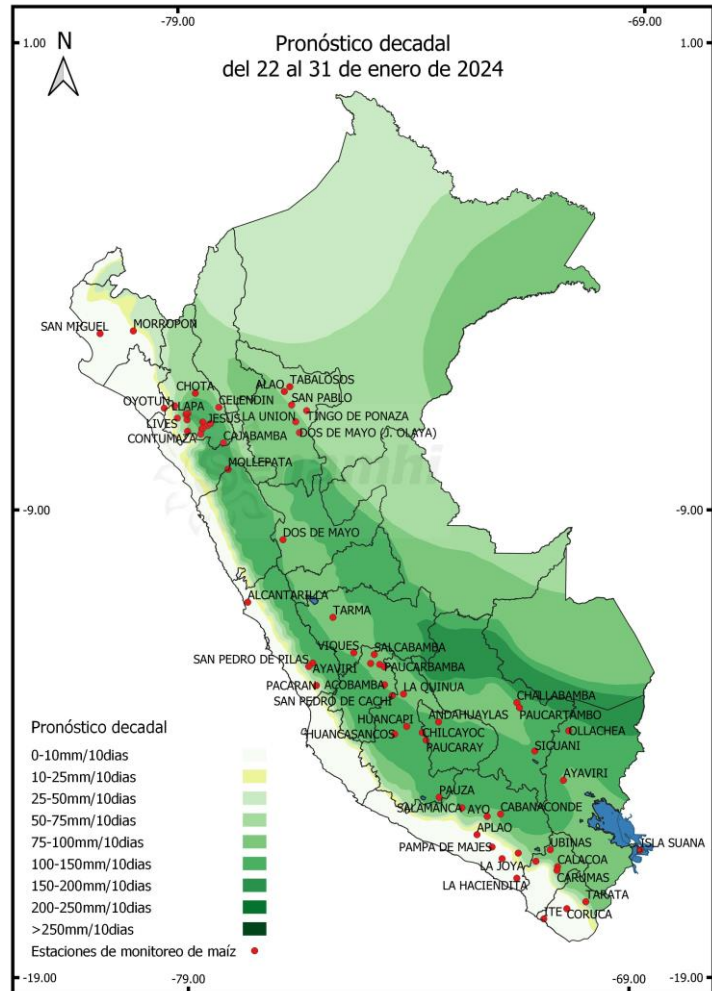 -79.00
-69.00
1.00
1.00
N
Pronóstico decadal
del 22 al 31 de enero de 2024
SAN MIGUEL
MORROPON
CHOTA
ALAO
TABALOSOS
OYOTUN
LLAPA
CELENDIN
SAN PABLO
LIVES
JESUS
LA UNION
TINGO DE PONAZA
CONTUMAZA
CAJABAMBA
DOS DE MAYO (J. OLAYA)
MOLLEPATA
senamhi
-9.00
-9.00
DOS DE MAYO
ALCANTARILLA
TARMA
VIQUES
SALCABAMBA
SAN PEDRO DE PILAS
AYAVIRI
PAUCARBAMBA
PACARAN
ACOBAMBA
LA QUINUA
SAN PEDRO DE CACHI
CHALLABAMBA
PAUCARTAMBO
HUANCAPI
ANDAHUAYLAS
HUANCASANCOS
CHILCAYOC
PAUCARAY
OLLACHEA
SICUANI
AYAVIRI
PAUZA
SALAMANCA
AYO
CABANACONDE
APLAO
PAMPA DE MAJES
UBINAS
ISLA SUANA
LA JOYA
CALACOA
CARUMAS
LA HACIENDITA
TARATA
ITE
CORUCA
Pronóstico decadal
0-10mm/10dias
10-25mm/10dias
25-50mm/10dias
50-75mm/10dias
75-100mm/10dias
100-150mm/10dias
150-200mm/10dias
200-250mm/10dias
>250mm/10dias
Estaciones de monitoreo de maíz
-19.00
-19.00
-79.00
-69.00